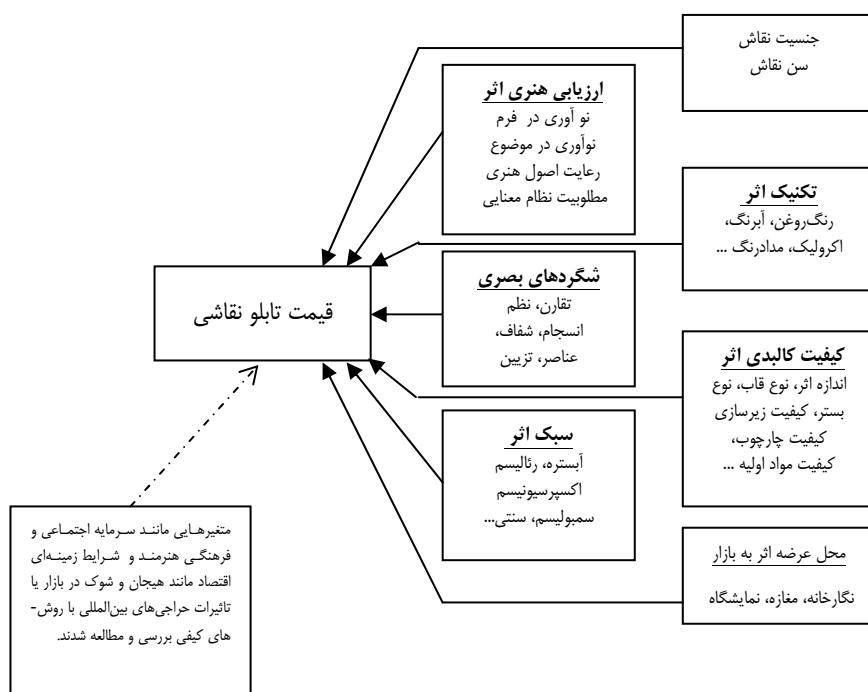 جنسیت نقاش
سن نقاش
ارزیابی هنری اثر
نو آوری در فرم
نوآوری در موضوع
رعایت اصول هنری
مطلوبیت نظام معنایی
تکنیک اثر
رنگ‌روغن، آبرنگ،
اکرولیک، مدادرنگ ...
شگردهای بصری
تقارن، نظم
انسجام، شفاف،
عناصر، تزیین
قیمت تابلو نقاشی
کیفیت کالبدی اثر
اندازه اثر، نوع قاب، نوع
بستر، کیفیت زیرسازی
کیفیت چارچوب،
کیفیت مواد اولیه ...
سبک اثر
آبستره، رئالیسم
اکسپرسیونیسم
سمبولیسم، سنتی...
محل عرضه اثر به بازار
نگارخانه، مغازه، نمایشگاه
متغیرهایی مانند سرمایه اجتماعی و
فرهنگی هنرمند و شرایط زمینه‌ای
اقتصاد مانند هیجان و شوک در بازار یا
تاثیرات حراجی‌های بین‌المللی با روش-
های کیفی بررسی و مطالعه شدند.